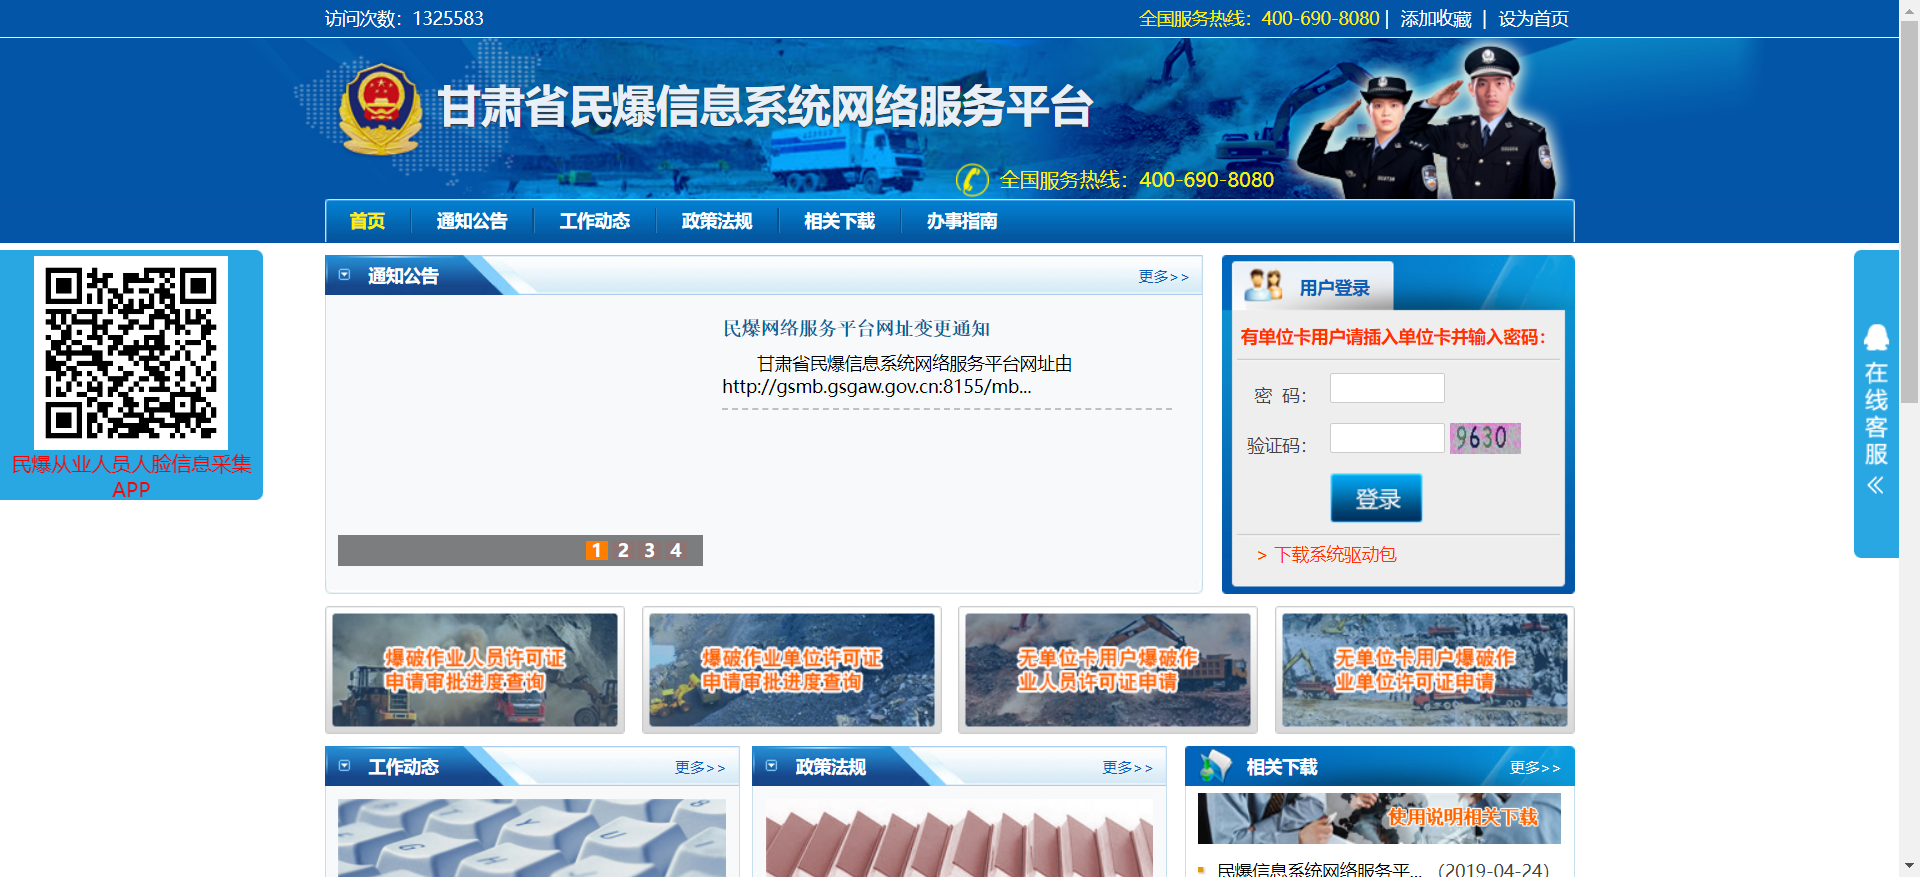 访问次数：1325583
全国服务热线：400-690-8080 | 添加收藏 | 设为首页
甘肃省民爆信息系统网络服务平台
全国服务热线：400-690-8080
首页 通知公告 工作动态 政策法规 相关下载 办事指南
民爆从业人员人脸信息采集
APP
通知公告 更多>>
民爆网络服务平台网址变更通知
甘肃省民爆信息系统网络服务平台网址由
http://gsmb.gsgaw.gov.cn:8155/mb...
1 2 3 4
用户登录
有单位卡用户请插入单位卡并输入密码：
密 码：
验证码： 9630
登录
> 下载系统驱动包
在线客服
爆破作业人员许可证
申请审批进度查询
爆破作业单位许可证
申请审批进度查询
无单位卡用户爆破作
业人员许可证申请
无单位卡用户爆破作
业单位许可证申请
工作动态 更多>>
政策法规 更多>>
相关下载 更多>>
使用说明相关下载
民爆信息系统网络服务平... （2019-04-24）